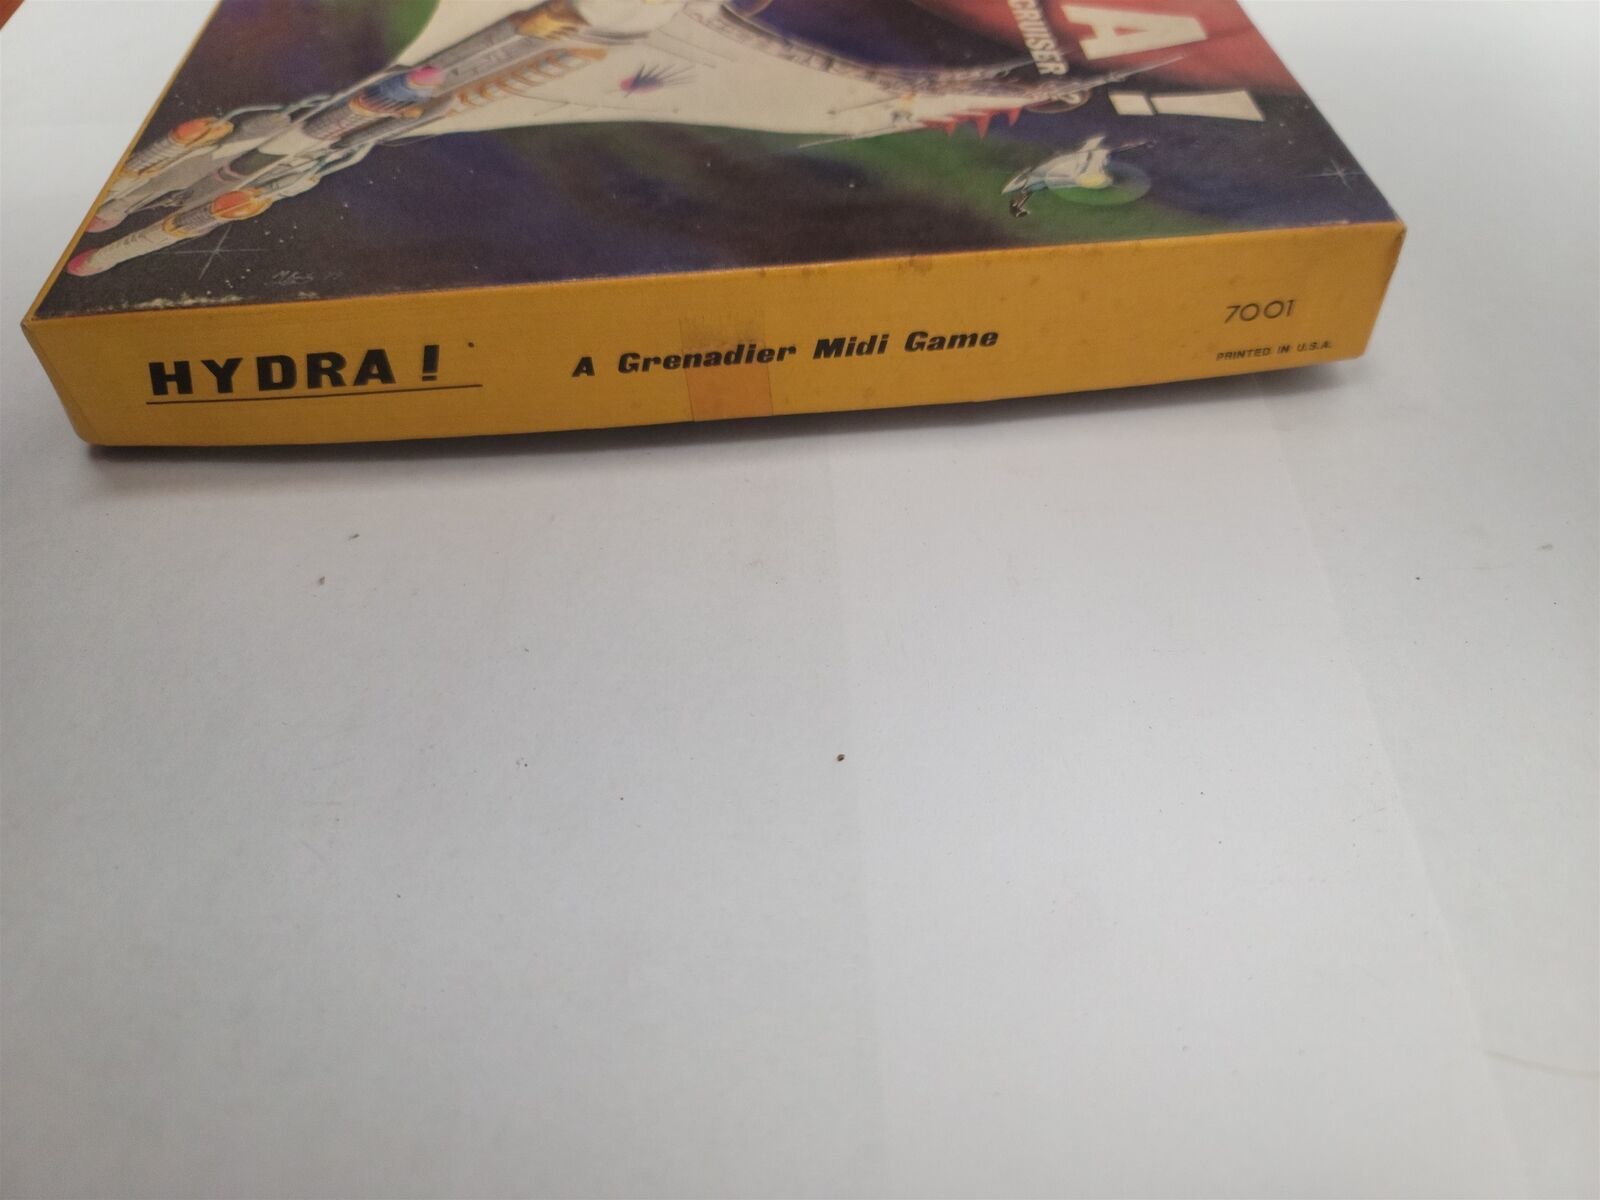 A!
CRUISER
HYDRA!
A Grenadier Midi Game
7001
PRINTED IN U.S.A.